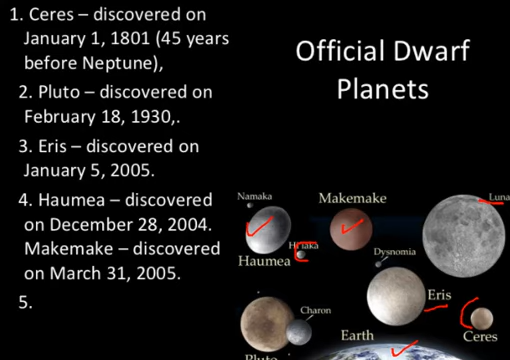 Official Dwarf
Planets
1. Ceres – discovered on
January 1, 1801 (45 years
before Neptune),
2. Pluto – discovered on
February 18, 1930,.
3. Eris – discovered on
January 5, 2005.
4. Haumea – discovered
on December 28, 2004.
Makemake – discovered
on March 31, 2005.
5.
Namaka
Makemake
Luna
Hi'iaka
Haumea
Dysnomia
Eris
Charon
Ceres
Earth
Pluto